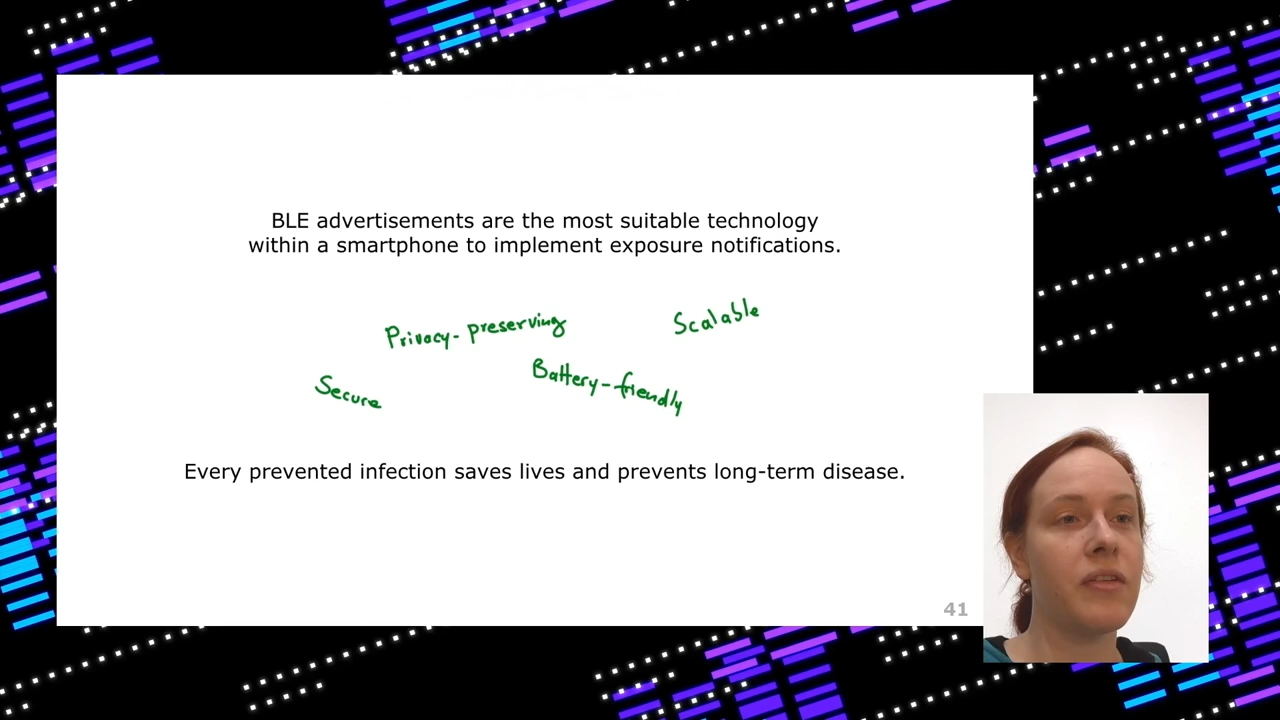 BLE advertisements are the most suitable technology
within a smartphone to implement exposure notifications.
Privacy-preserving
Scalable
Secure
Battery-friendly
Every prevented infection saves lives and prevents long-term disease.
41